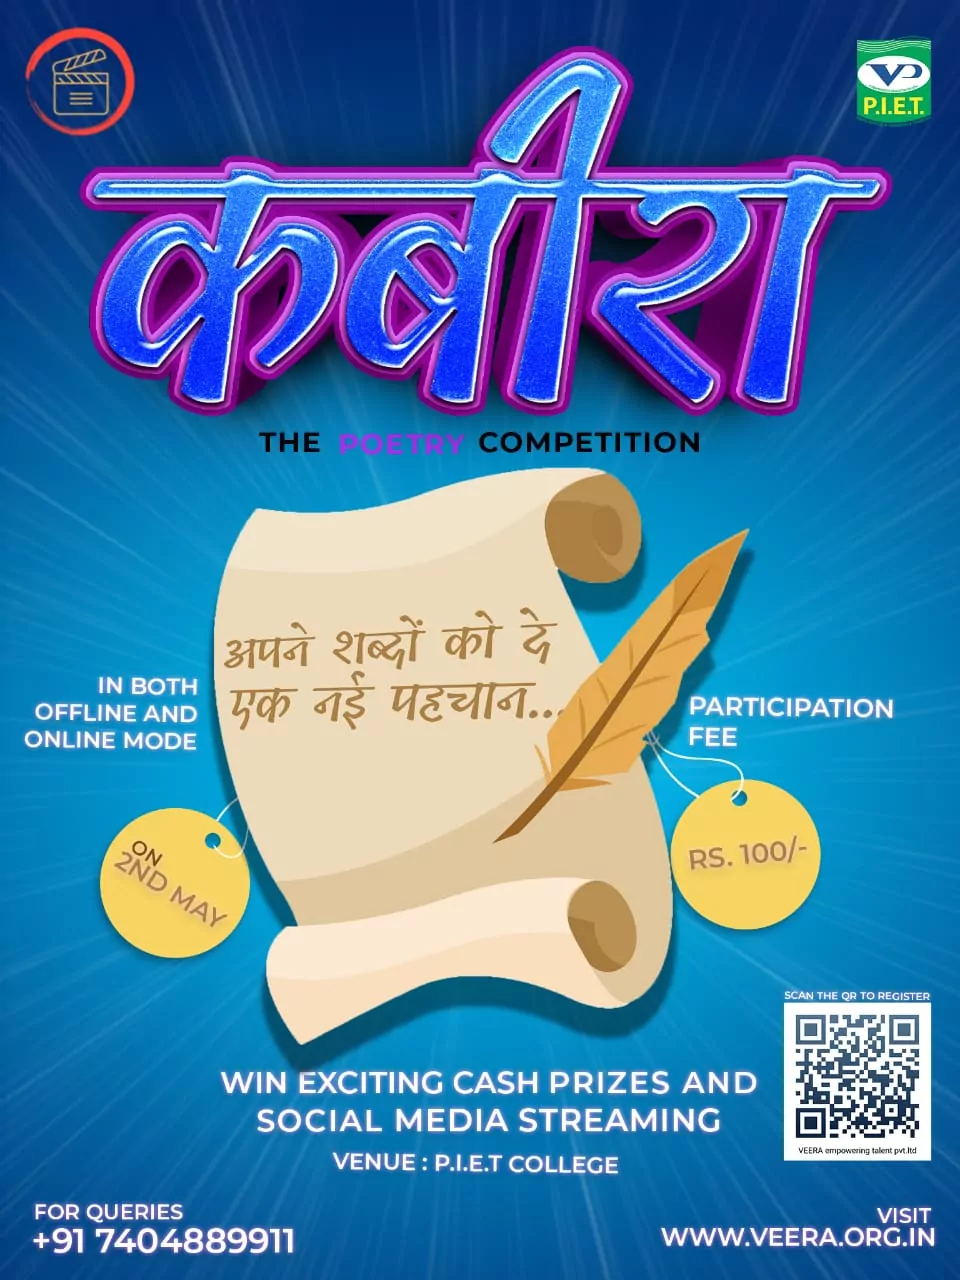 P.I.E.T.
कबीरा
THE POETRY COMPETITION
अपने शब्दों को दे
एक नई पहचान...
IN BOTH
OFFLINE AND
ONLINE MODE
PARTICIPATION
FEE
ON
2ND MAY
RS. 100/-
SCAN THE QR TO REGISTER
VEERA empowering talent pvt.ltd
WIN EXCITING CASH PRIZES AND
SOCIAL MEDIA STREAMING
VENUE : P.I.E.T COLLEGE
FOR QUERIES
+91 7404889911
VISIT
WWW.VEERA.ORG.IN